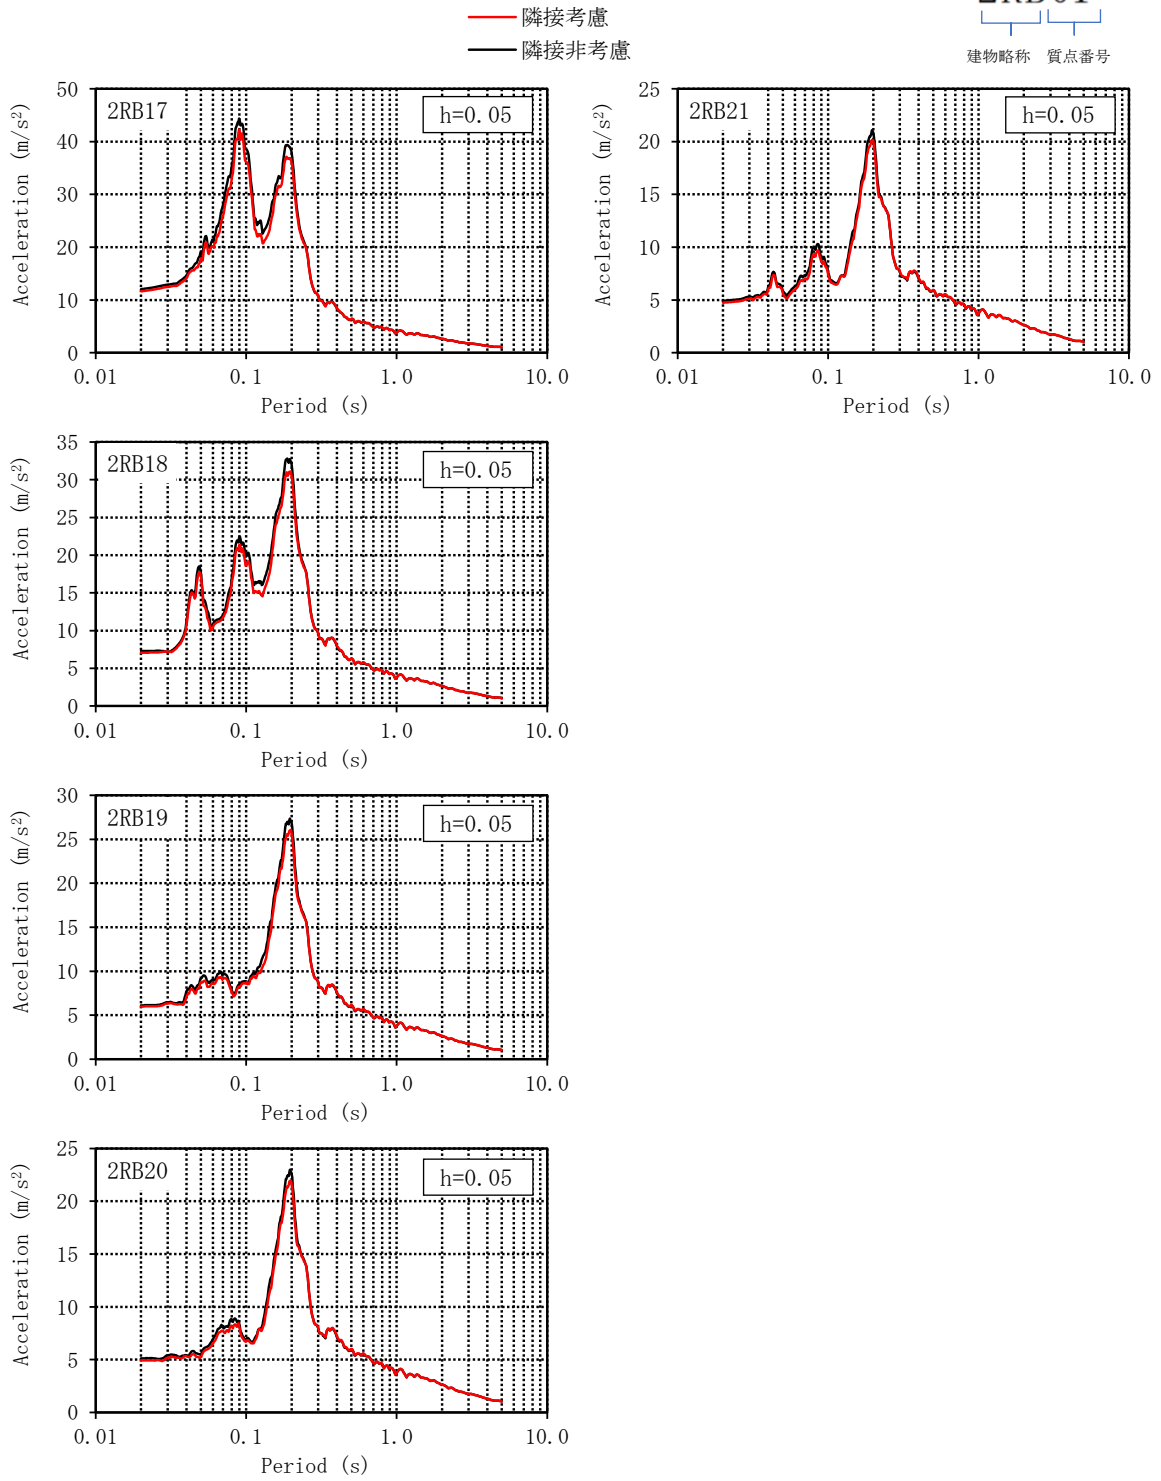 隣接考慮
隣接非考慮
建物略称 質点番号
2RB17
h=0.05
Acceleration (m/s²)
50
40
30
20
10
0
0.01 0.1 1.0 10.0
Period (s)
2RB21
h=0.05
Acceleration (m/s²)
25
20
15
10
5
0
0.01 0.1 1.0 10.0
Period (s)
2RB18
h=0.05
Acceleration (m/s²)
35
30
25
20
15
10
5
0
0.01 0.1 1.0 10.0
Period (s)
2RB19
h=0.05
Acceleration (m/s²)
30
25
20
15
10
5
0
0.01 0.1 1.0 10.0
Period (s)
2RB20
h=0.05
Acceleration (m/s²)
25
20
15
10
5
0
0.01 0.1 1.0 10.0
Period (s)